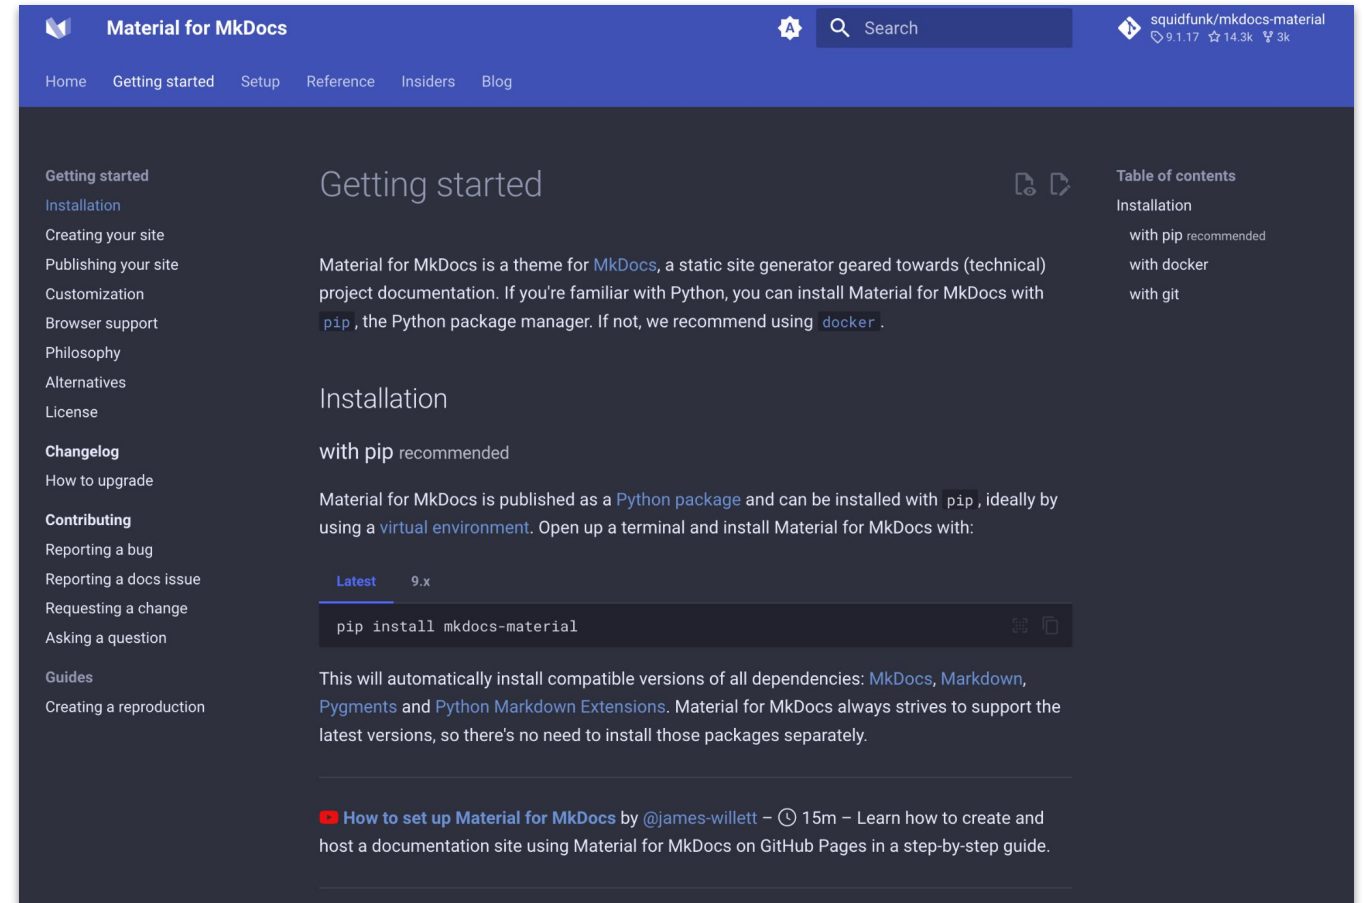 Material for MkDocs
A
Search
squidfunk/mkdocs-material
9.1.17 14.3k 3k
Home Getting started Setup Reference Insiders Blog
Getting started
Installation
Creating your site
Publishing your site
Customization
Browser support
Philosophy
Alternatives
License
Changelog
How to upgrade
Contributing
Reporting a bug
Reporting a docs issue
Requesting a change
Asking a question
Guides
Creating a reproduction
Getting started
Material for MkDocs is a theme for MkDocs, a static site generator geared towards (technical)
project documentation. If you're familiar with Python, you can install Material for MkDocs with
pip, the Python package manager. If not, we recommend using docker.
Installation
with pip recommended
Material for MkDocs is published as a Python package and can be installed with pip, ideally by
using a virtual environment. Open up a terminal and install Material for MkDocs with:
Latest 9.x
pip install mkdocs-material
This will automatically install compatible versions of all dependencies: MkDocs, Markdown,
Pygments and Python Markdown Extensions. Material for MkDocs always strives to support the
latest versions, so there's no need to install those packages separately.
How to set up Material for MkDocs by @james-willett – 15m – Learn how to create and
host a documentation site using Material for MkDocs on GitHub Pages in a step-by-step guide.
Table of contents
Installation
with pip recommended
with docker
with git